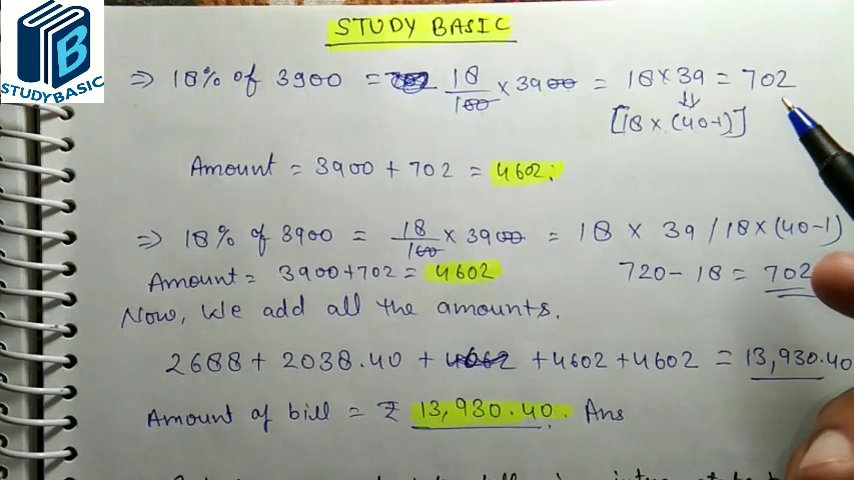 STUDY BASIC
B
STUDYBASIC
⇒ 18% of 3900 = 18/100 × 3900 = 18 × 39 = 702
[18 × (40-1)]
Amount = 3900 + 702 = 4602.
⇒ 18% of 3900 = 18/100 × 3900 = 18 × 39 / 18 × (40-1)
Amount = 3900+702 = 4602
720 - 18 = 702
Now, We add all the amounts.
2688 + 2038.40 + +4602 +4602 = 13,930.40
Amount of bill = ₹ 13,930.40. Ans